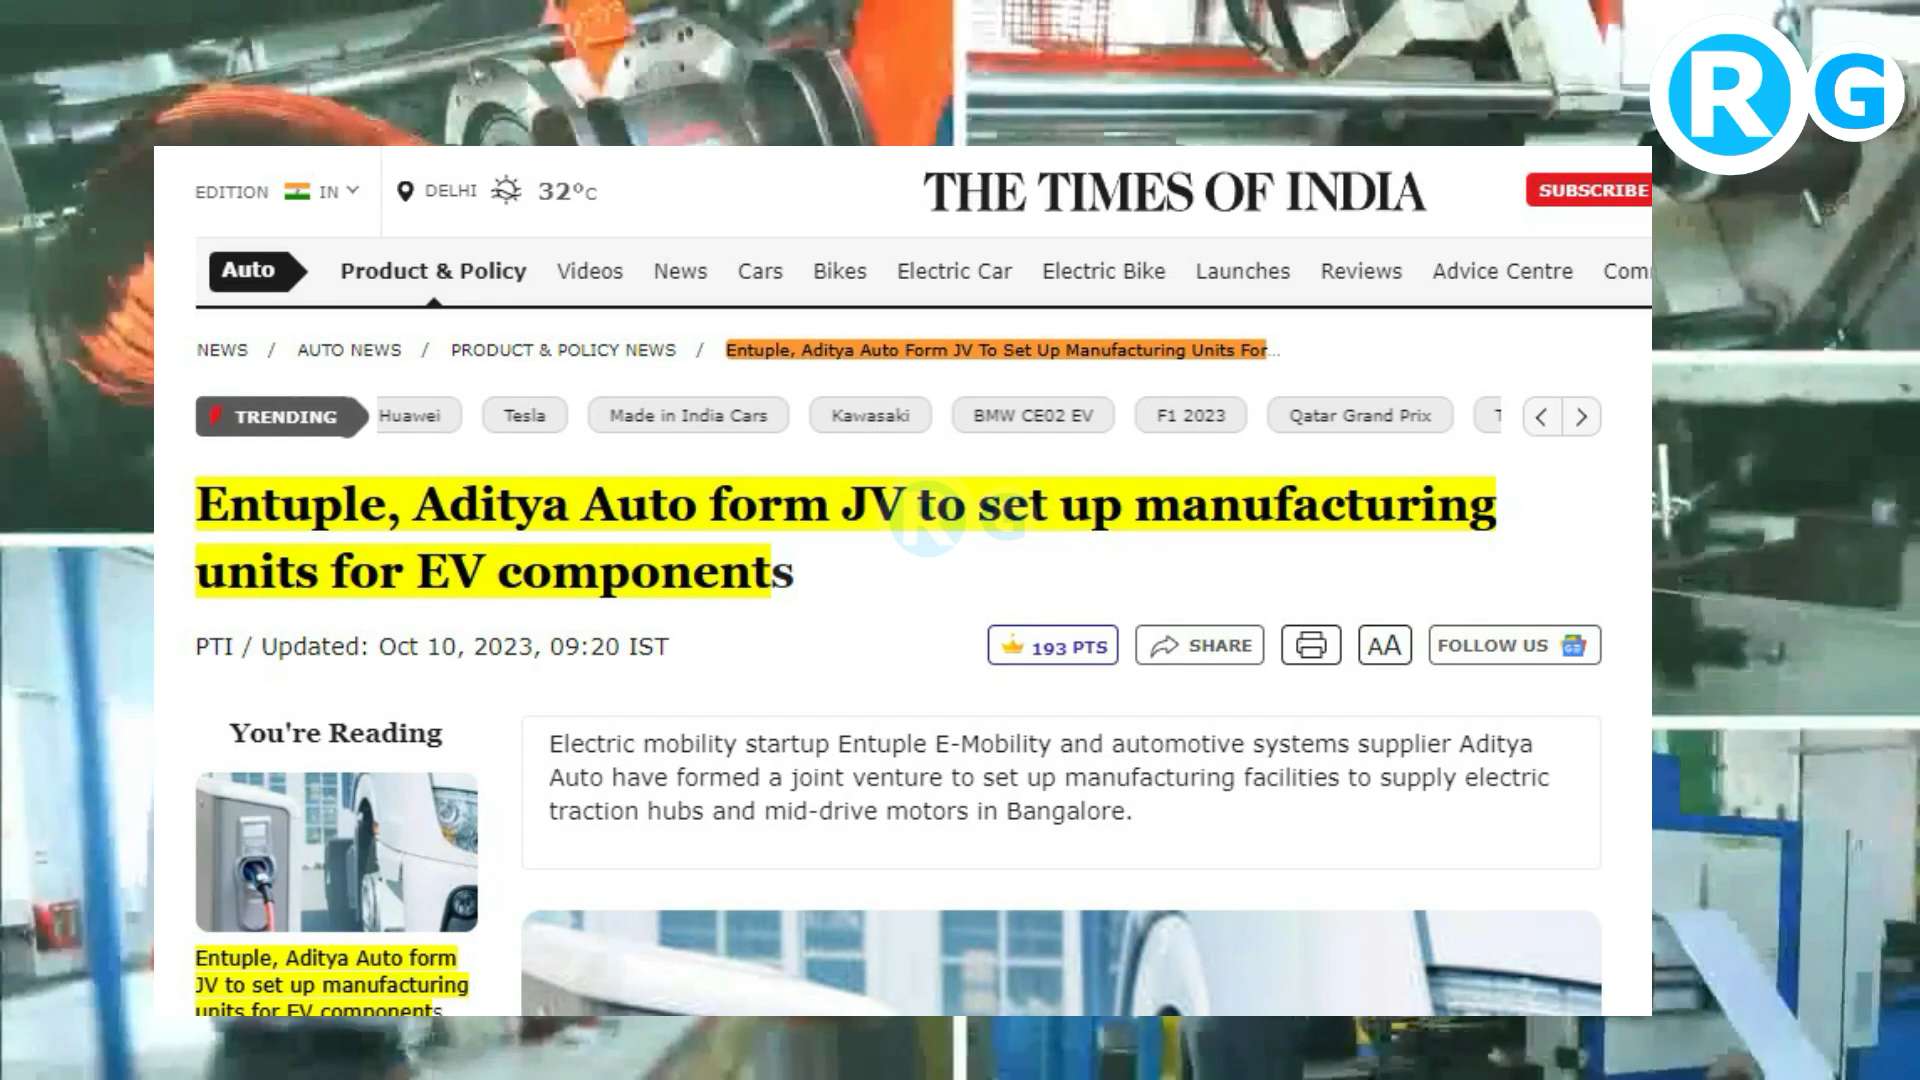 RG
EDITION IN DELHI 32°C
THE TIMES OF INDIA
SUBSCRIBE
Auto Product & Policy Videos News Cars Bikes Electric Car Electric Bike Launches Reviews Advice Centre
NEWS / AUTO NEWS / PRODUCT & POLICY NEWS / Entuple, Aditya Auto Form JV To Set Up Manufacturing Units For...
TRENDING Huawei Tesla Made in India Cars Kawasaki BMW CE02 EV F1 2023 Qatar Grand Prix
Entuple, Aditya Auto form JV to set up manufacturing
units for EV components
RG
PTI / Updated: Oct 10, 2023, 09:20 IST
193 PTS SHARE AA FOLLOW US
You're Reading
Electric mobility startup Entuple E-Mobility and automotive systems supplier Aditya
Auto have formed a joint venture to set up manufacturing facilities to supply electric
traction hubs and mid-drive motors in Bangalore.
Entuple, Aditya Auto form
JV to set up manufacturing
units for EV components